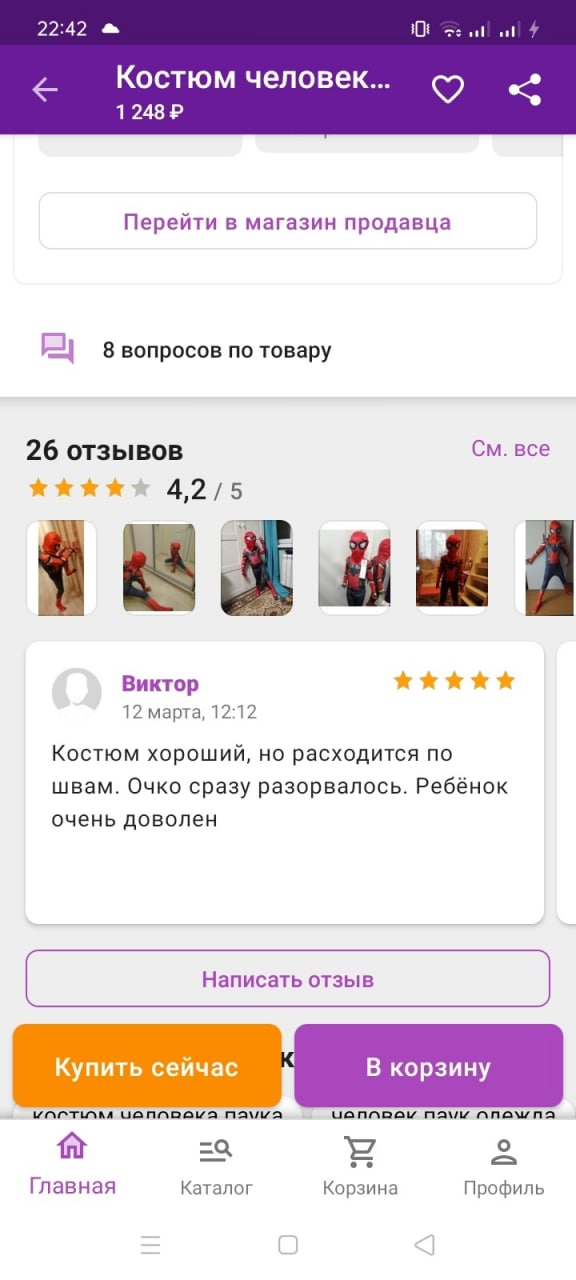 22:42
Костюм человек...
1 248 ₽
Перейти в магазин продавца
8 вопросов по товару
26 отзывов
См. все
4,2 / 5
Виктор
12 марта, 12:12
Костюм хороший, но расходится по
швам. Очко сразу разорвалось. Ребёнок
очень доволен
Написать отзыв
Купить сейчас
к
В корзину
костюм человека паука
человек паук одежда
Главная
Каталог
Корзина
Профиль